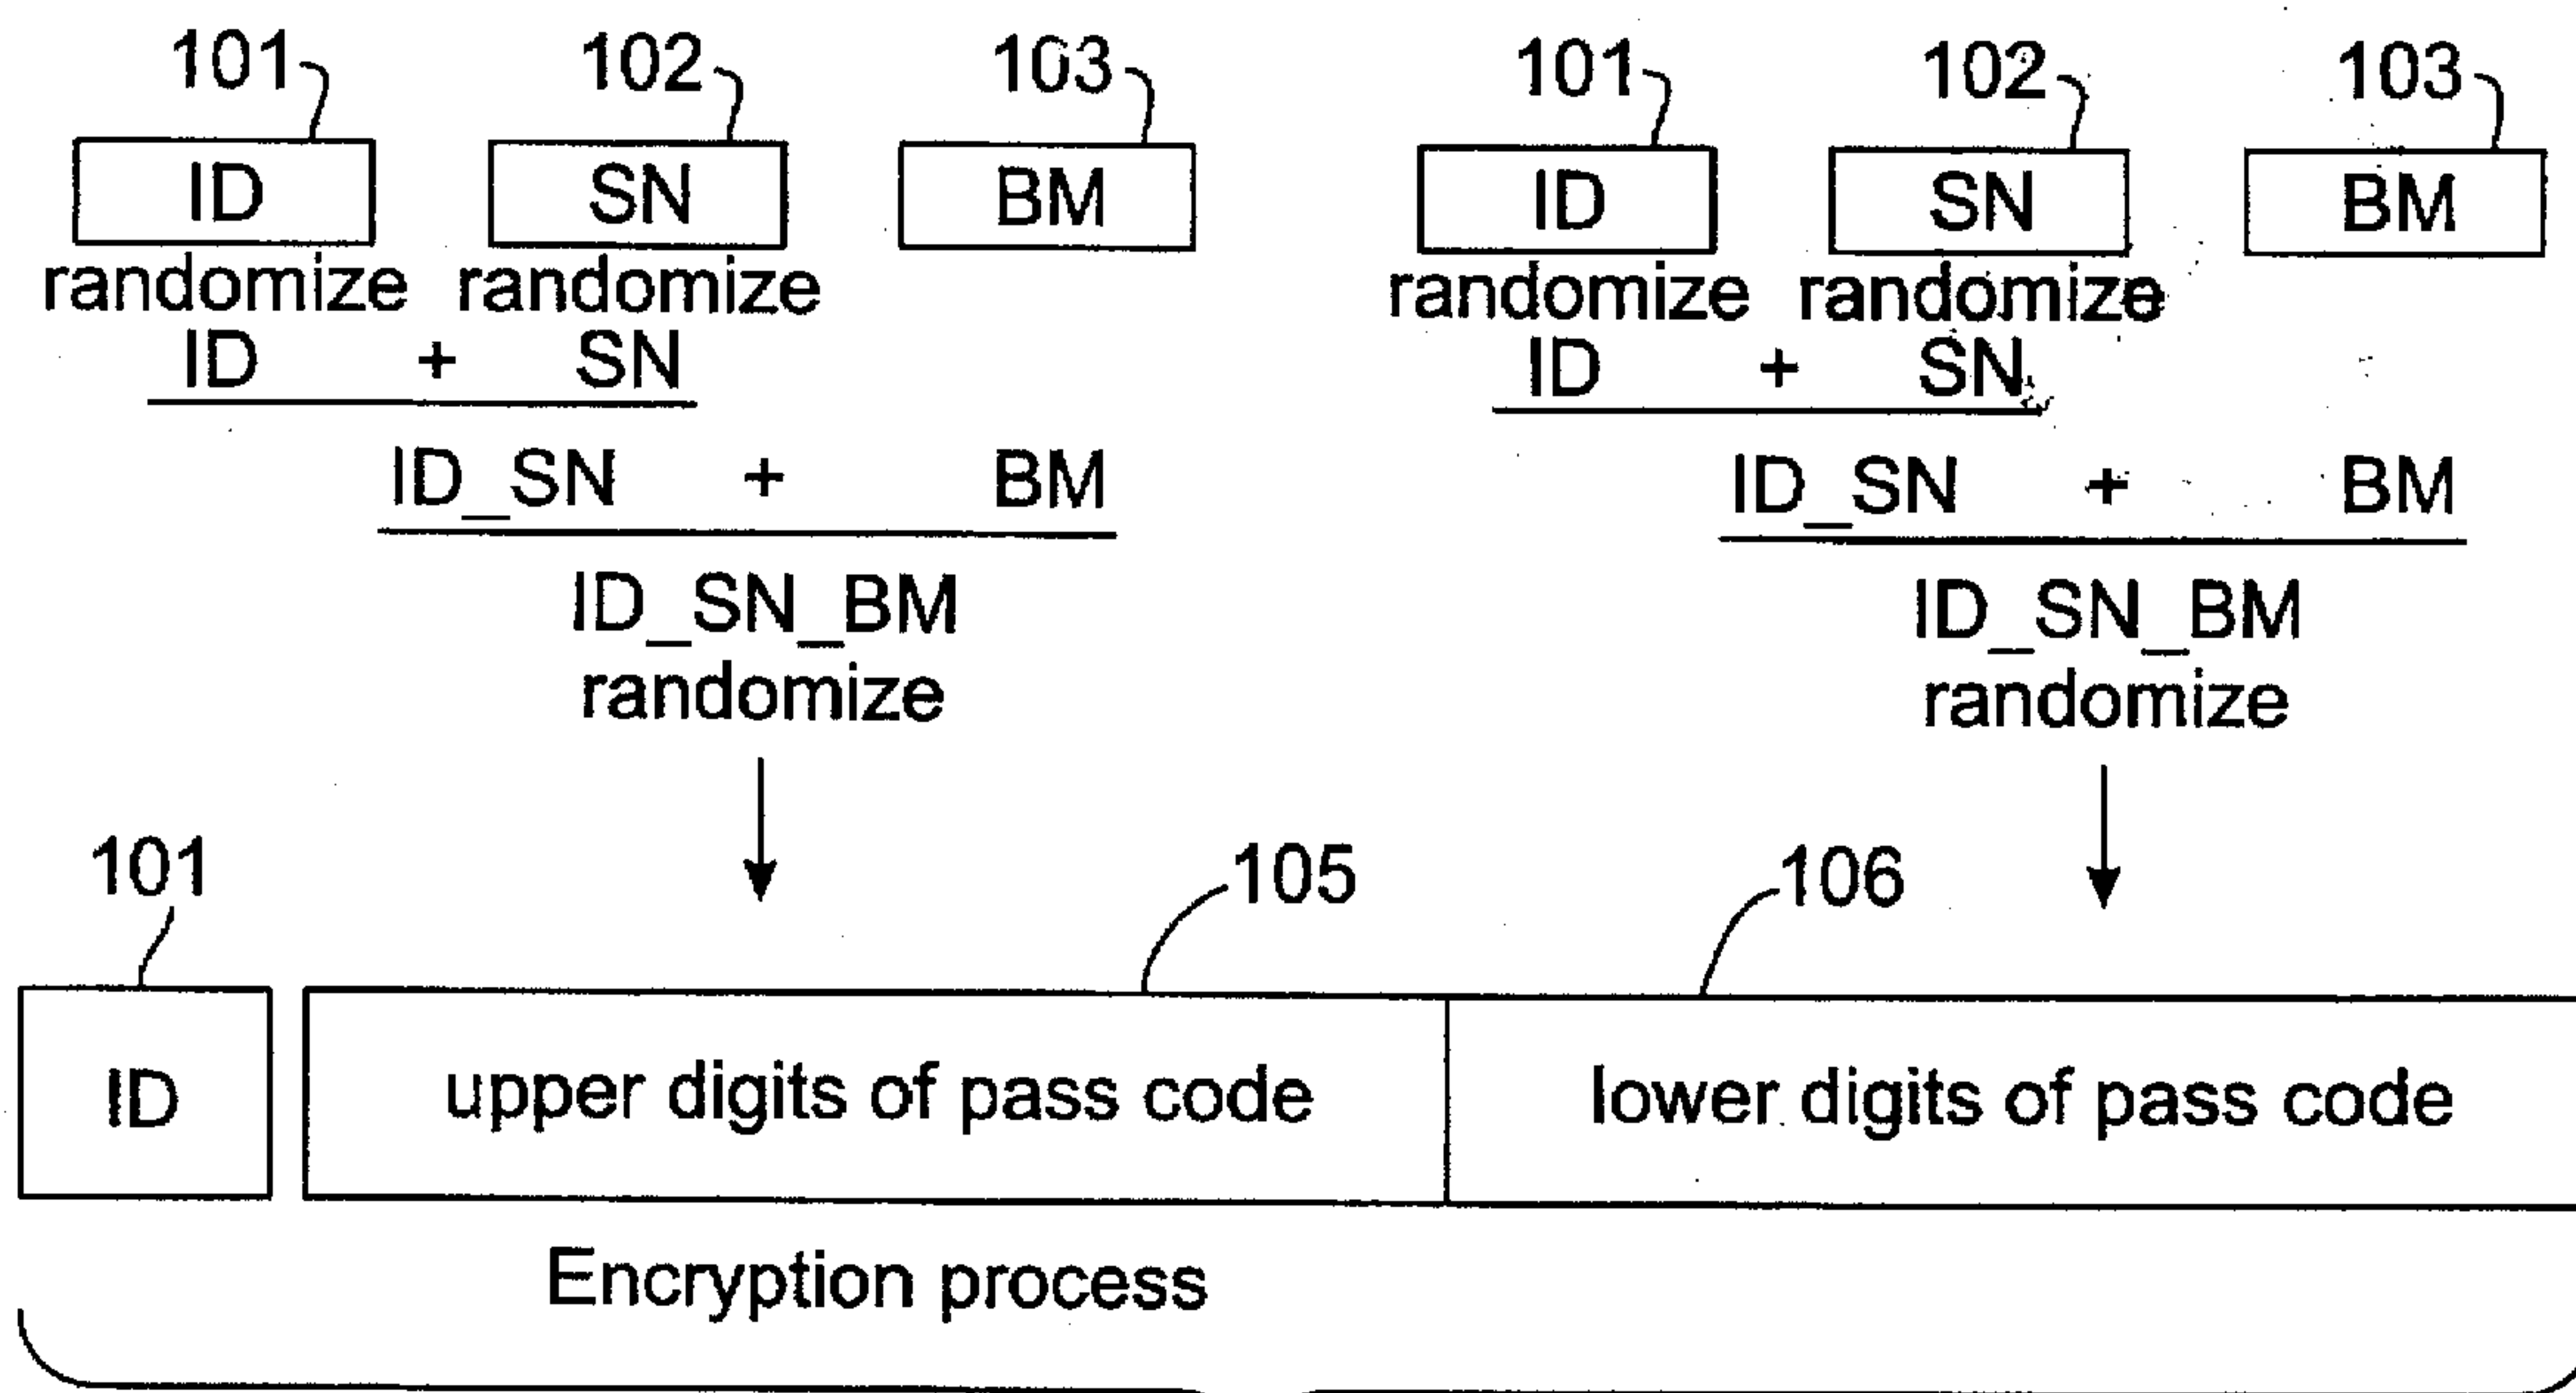 101 102 103 101 102 103
ID SN BM ID SN BM
randomize randomize randomize randomize
ID + SN ID + SN
ID_SN + BM ID_SN + BM
ID_SN_BM ID_SN_BM
randomize randomize
101 105 106
ID upper digits of pass code lower digits of pass code
Encryption process